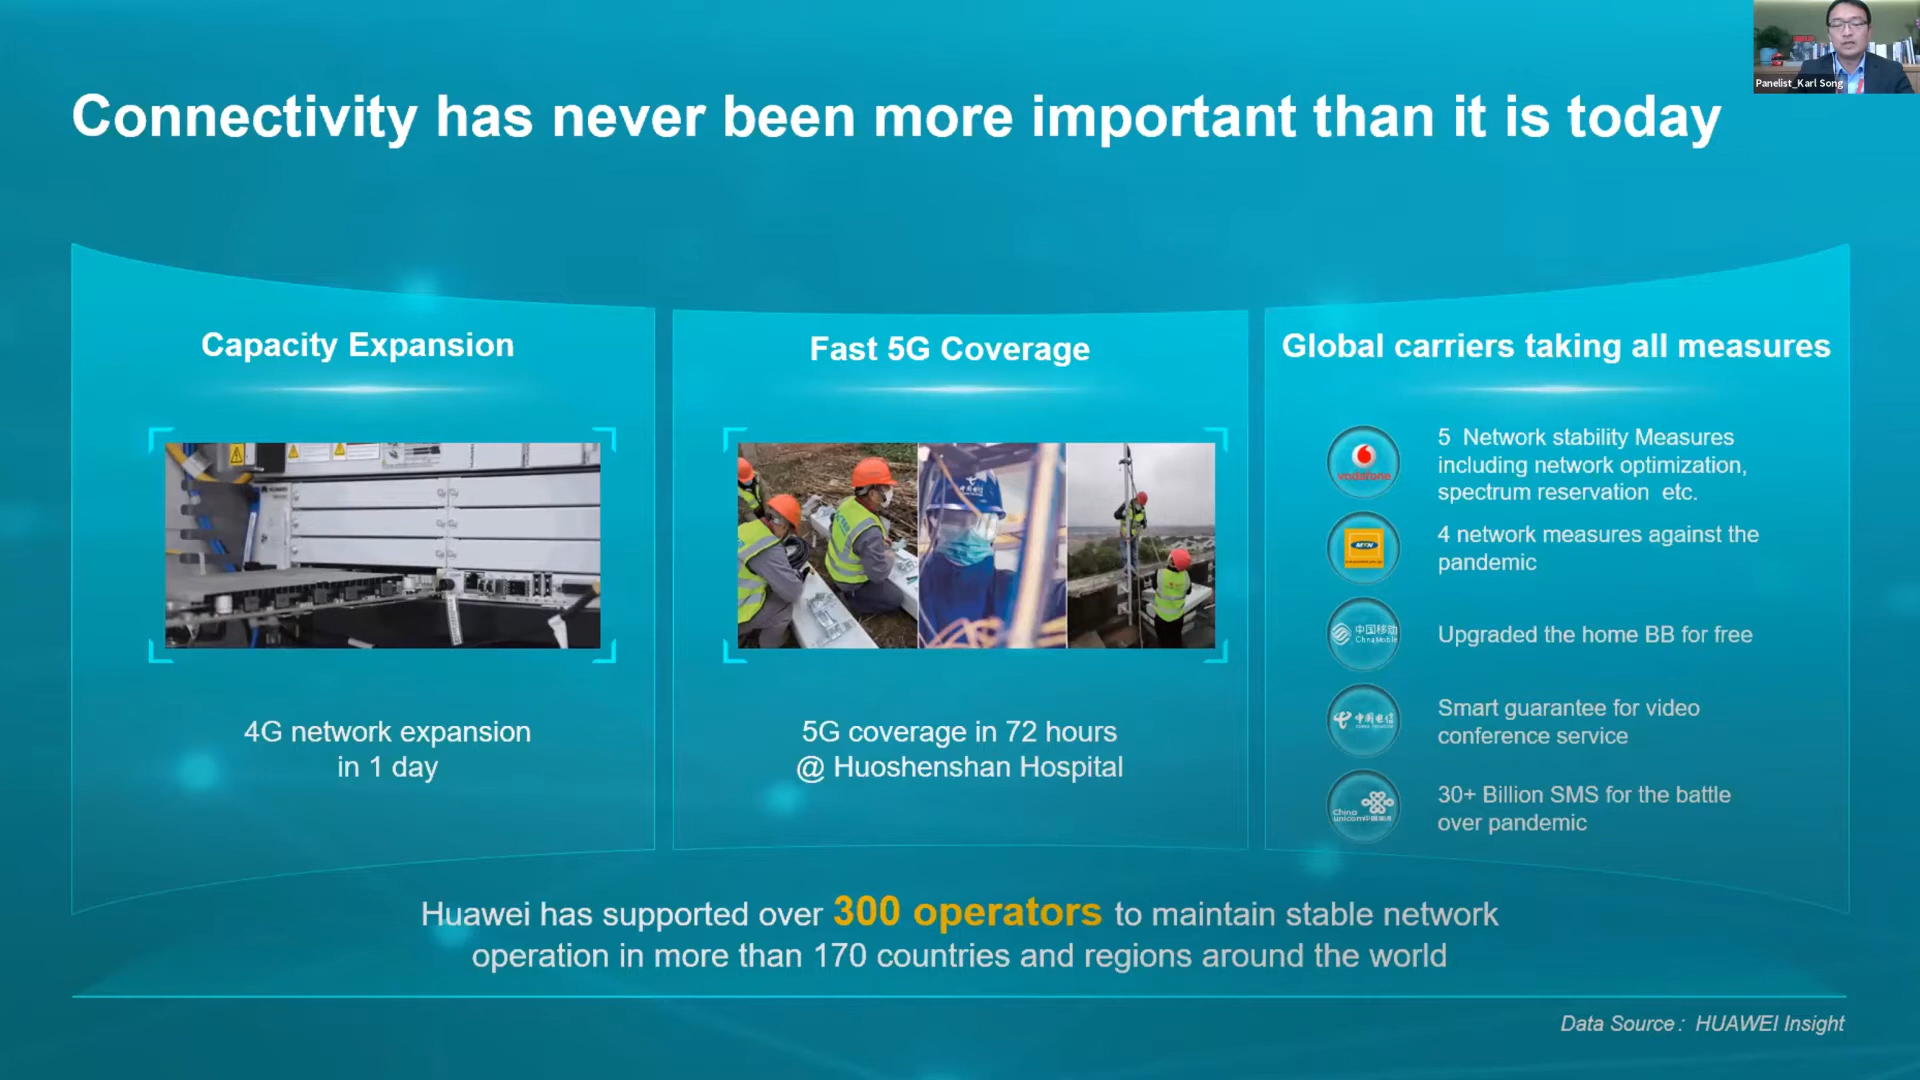 Panelist_Karl Song
Connectivity has never been more important than it is today
Capacity Expansion
4G network expansion
in 1 day
Fast 5G Coverage
5G coverage in 72 hours
@ Huoshenshan Hospital
Global carriers taking all measures
vodafone
5 Network stability Measures
including network optimization,
spectrum reservation etc.
MTN
4 network measures against the
pandemic
中国移动
China Mobile
Upgraded the home BB for free
中国电信
Smart guarantee for video
conference service
China
unicom中国联通
30+ Billion SMS for the battle
over pandemic
Huawei has supported over 300 operators to maintain stable network
operation in more than 170 countries and regions around the world
Data Source： HUAWEI Insight